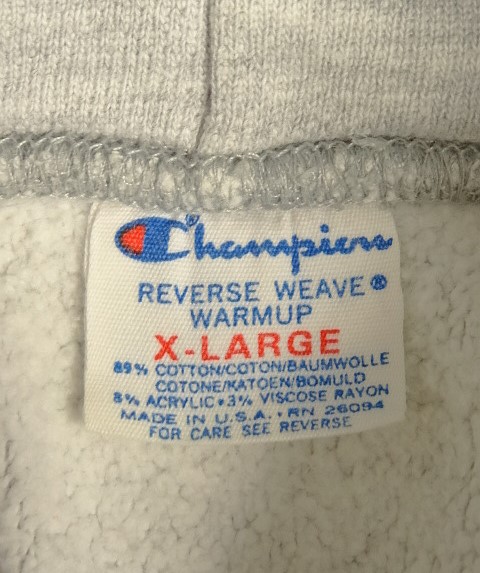 Champion
REVERSE WEAVE®
WARMUP
X-LARGE
89% COTTON/COTON/BAUMWOLLE
COTONE/KATOEN/BOMULD
8% ACRYLIC•3% VISCOSE RAYON
MADE IN U.S.A.•RN 26094
FOR CARE SEE REVERSE